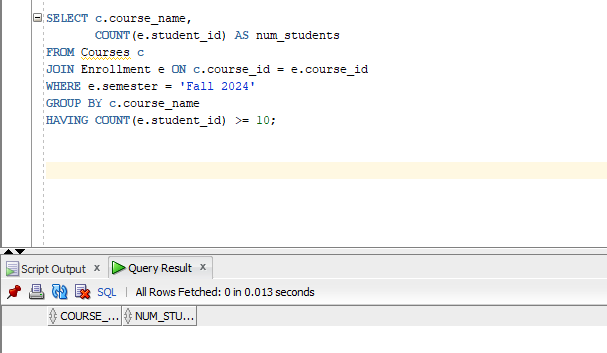 SELECT c.course_name,
COUNT(e.student_id) AS num_students
FROM Courses c
JOIN Enrollment e ON c.course_id = e.course_id
WHERE e.semester = 'Fall 2024'
GROUP BY c.course_name
HAVING COUNT(e.student_id) >= 10;
Script Output x Query Result x
SQL | All Rows Fetched: 0 in 0.013 seconds
COURSE_... NUM_STU...